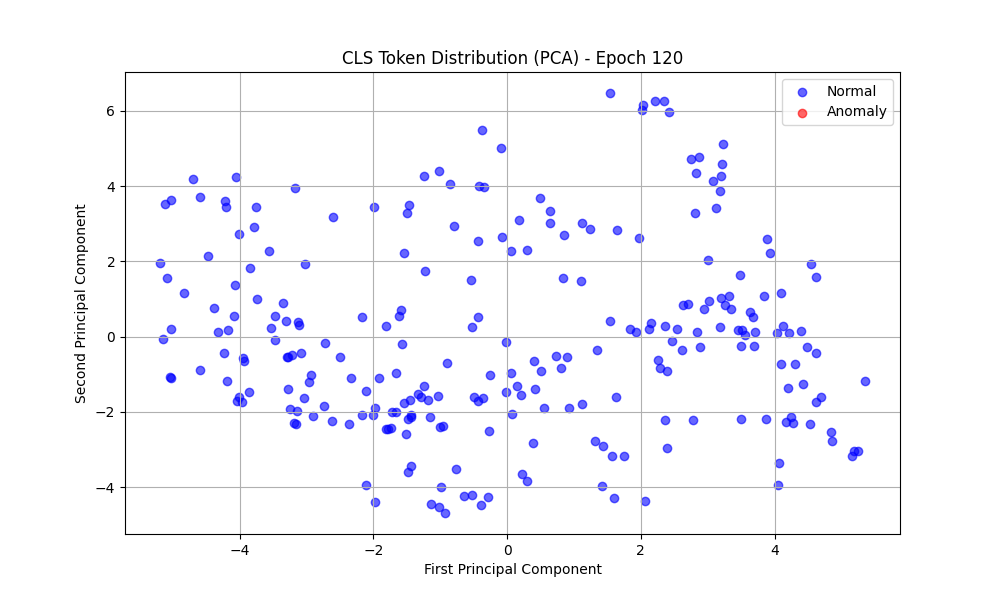 CLS Token Distribution (PCA) - Epoch 120
Normal
Anomaly
6
4
2
0
−2
−4
Second Principal Component
−4
−2
0
2
4
First Principal Component